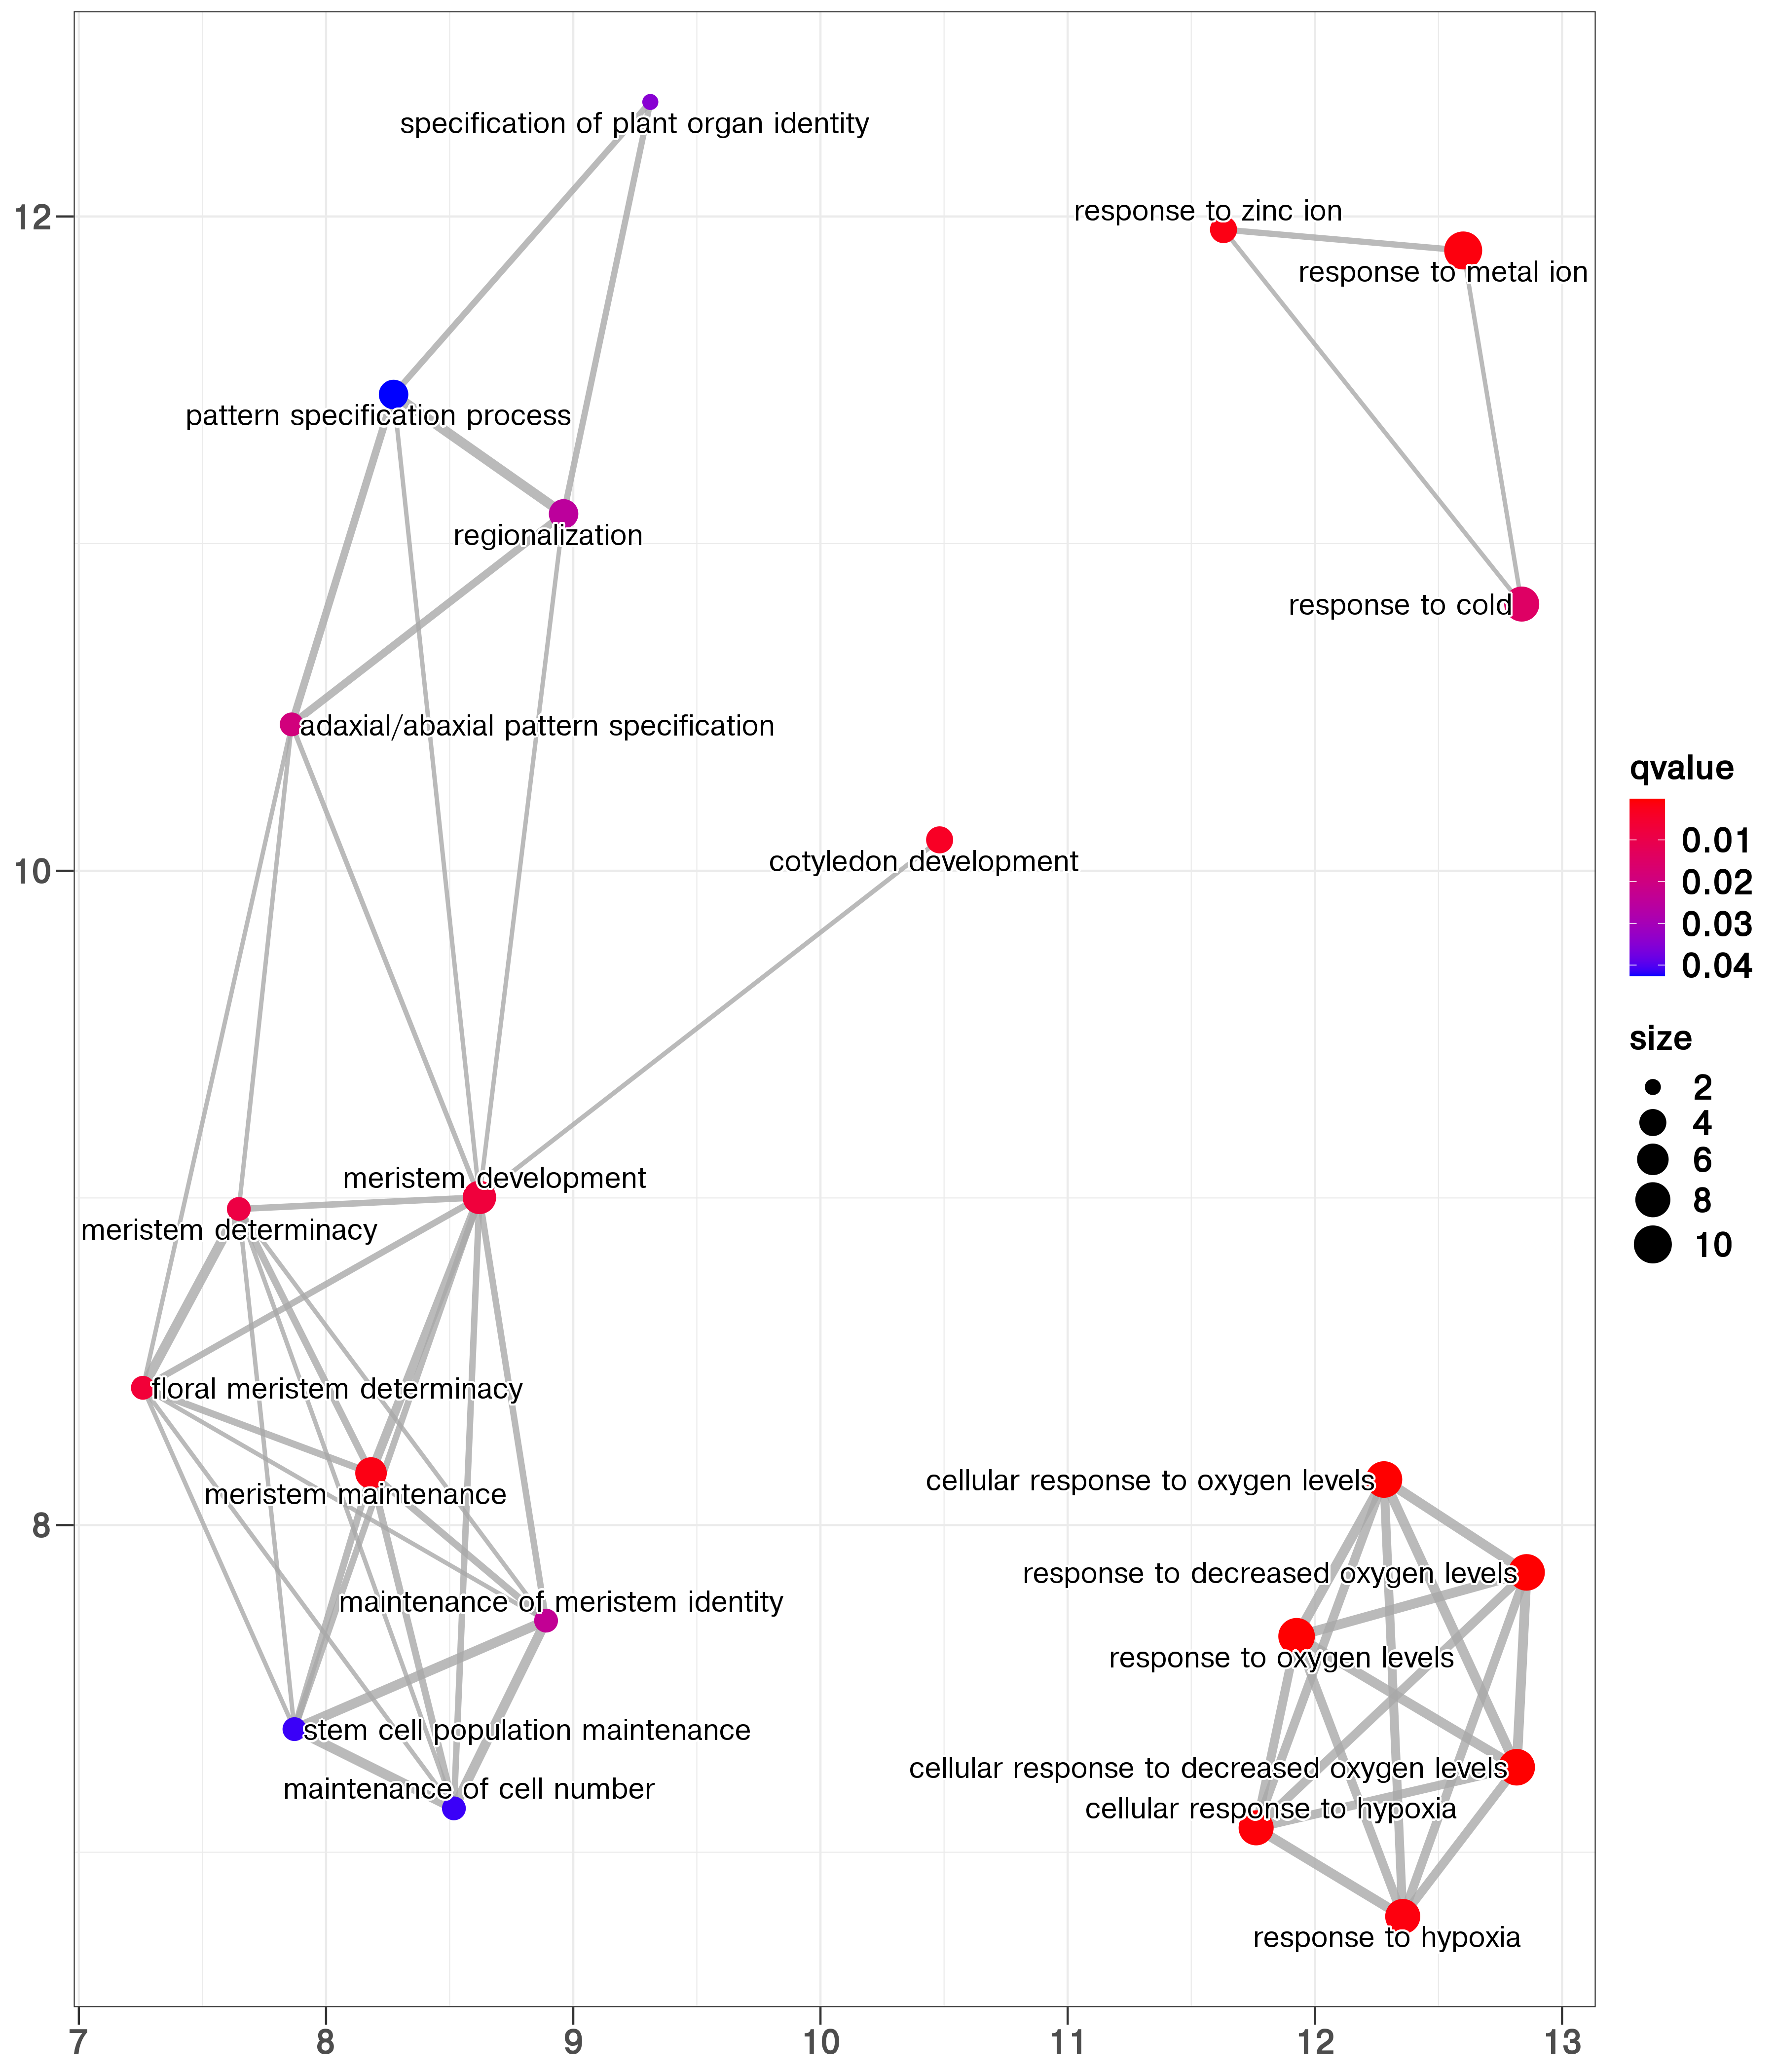 specification of plant organ identity
12
response to zinc ion
response to metal ion
pattern specification process
regionalization
response to cold
adaxial/abaxial pattern specification
10
cotyledon development
meristem development
meristem determinacy
floral meristem determinacy
meristem maintenance
8
cellular response to oxygen levels
response to decreased oxygen levels
maintenance of meristem identity
response to oxygen levels
stem cell population maintenance
cellular response to decreased oxygen levels
maintenance of cell number
cellular response to hypoxia
response to hypoxia
7 8 9 10 11 12 13
qvalue
0.01
0.02
0.03
0.04
size
2
4
6
8
10